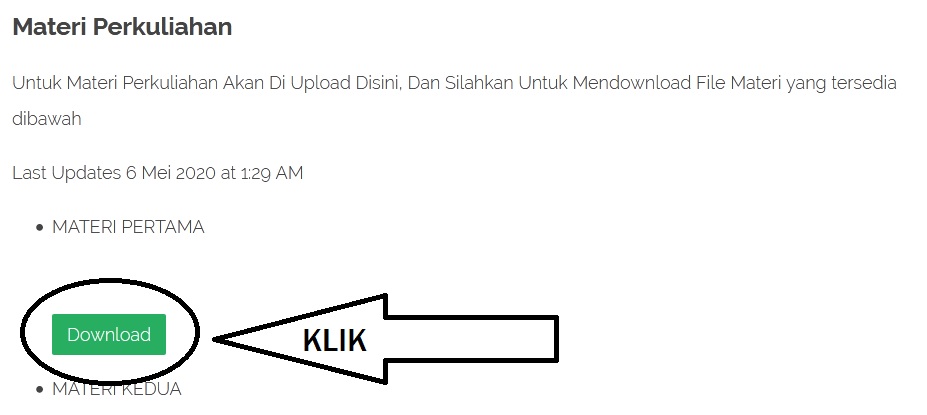 Materi Perkuliahan
Untuk Materi Perkuliahan Akan Di Upload Disini, Dan Silahkan Untuk Mendownload File Materi yang tersedia
dibawah
Last Updates 6 Mei 2020 at 1:29 AM
• MATERI PERTAMA
Download
KLIK
• MATERI KEDUA